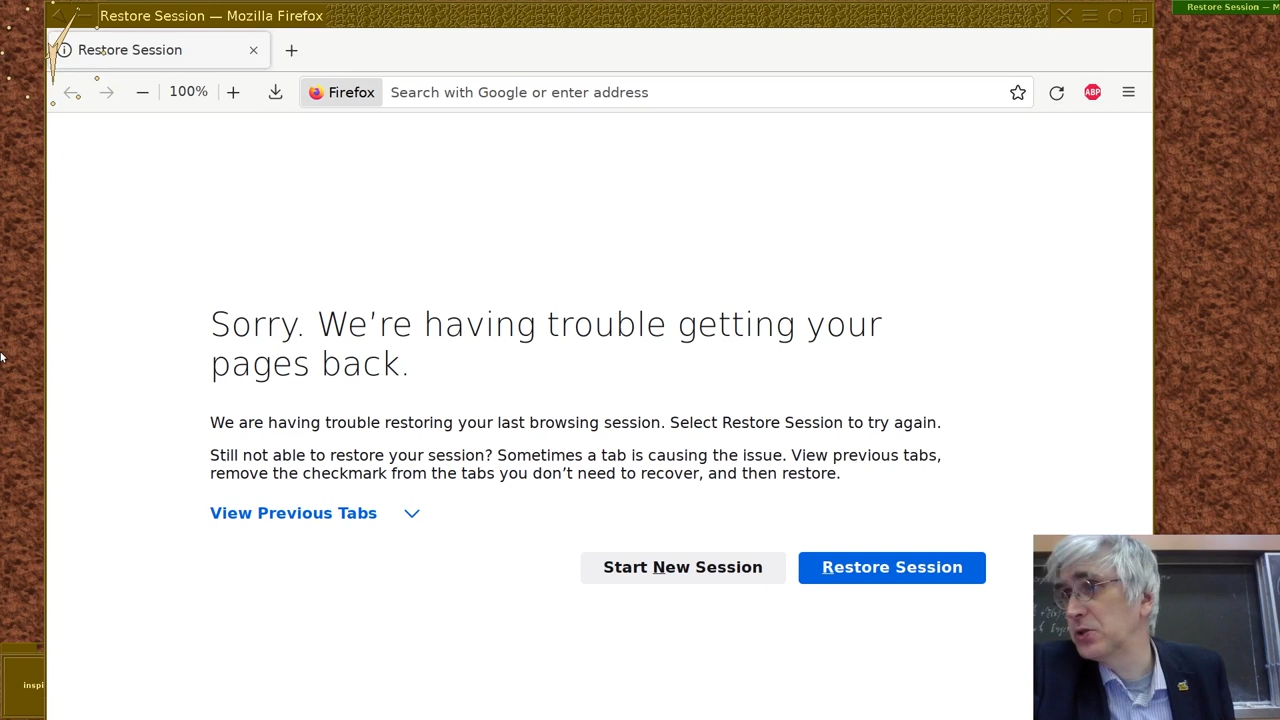 Restore Session — Mozilla Firefox
Restore Session — M
Restore Session
100%
Firefox
Search with Google or enter address
ABP
Sorry. We're having trouble getting your
pages back.
We are having trouble restoring your last browsing session. Select Restore Session to try again.
Still not able to restore your session? Sometimes a tab is causing the issue. View previous tabs,
remove the checkmark from the tabs you don’t need to recover, and then restore.
View Previous Tabs
Start New Session
Restore Session
inspi